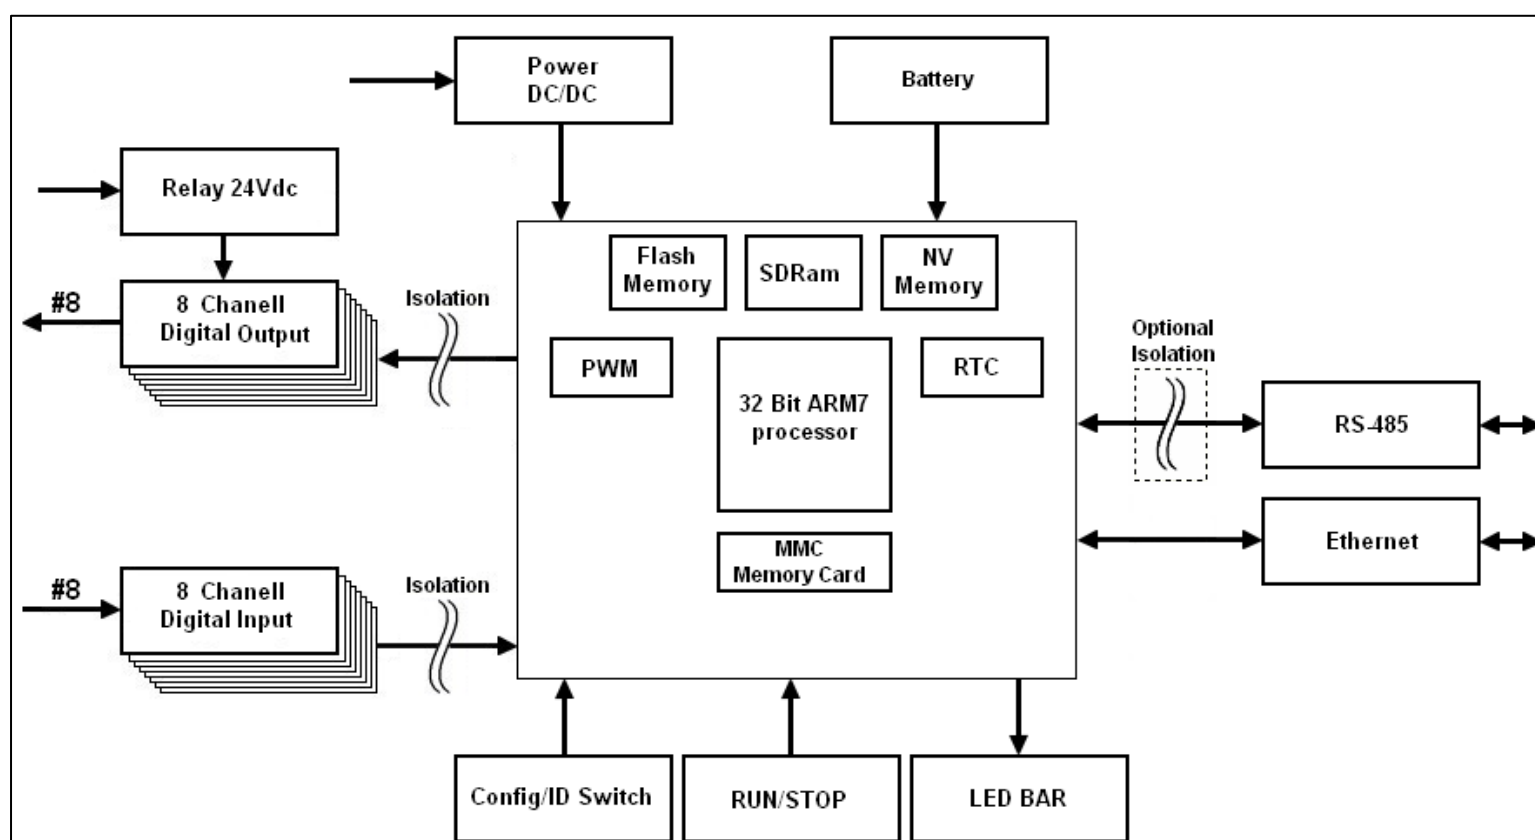 Power
DC/DC
Battery
Relay 24Vdc
#8
8 Chanell
Digital Output
Isolation
Flash
Memory
SDRam
NV
Memory
PWM
32 Bit ARM7
processor
RTC
Optional
Isolation
RS-485
MMC
Memory Card
Ethernet
#8
8 Chanell
Digital Input
Isolation
Config/ID Switch
RUN/STOP
LED BAR